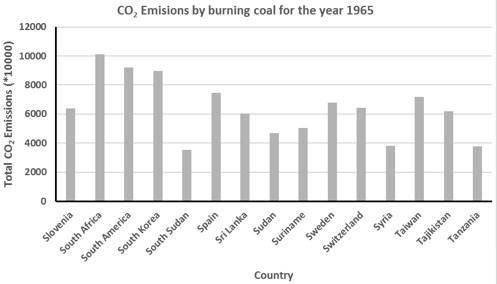 CO₂ Emisions by burning coal for the year 1965
Total CO₂ Emissions (*10000)
12000
10000
8000
6000
4000
2000
0
Slovenia
South Africa
South America
South Korea
South Sudan
Spain
Sri Lanka
Sudan
Suriname
Sweden
Switzerland
Syria
Taiwan
Tajikistan
Tanzania
Country